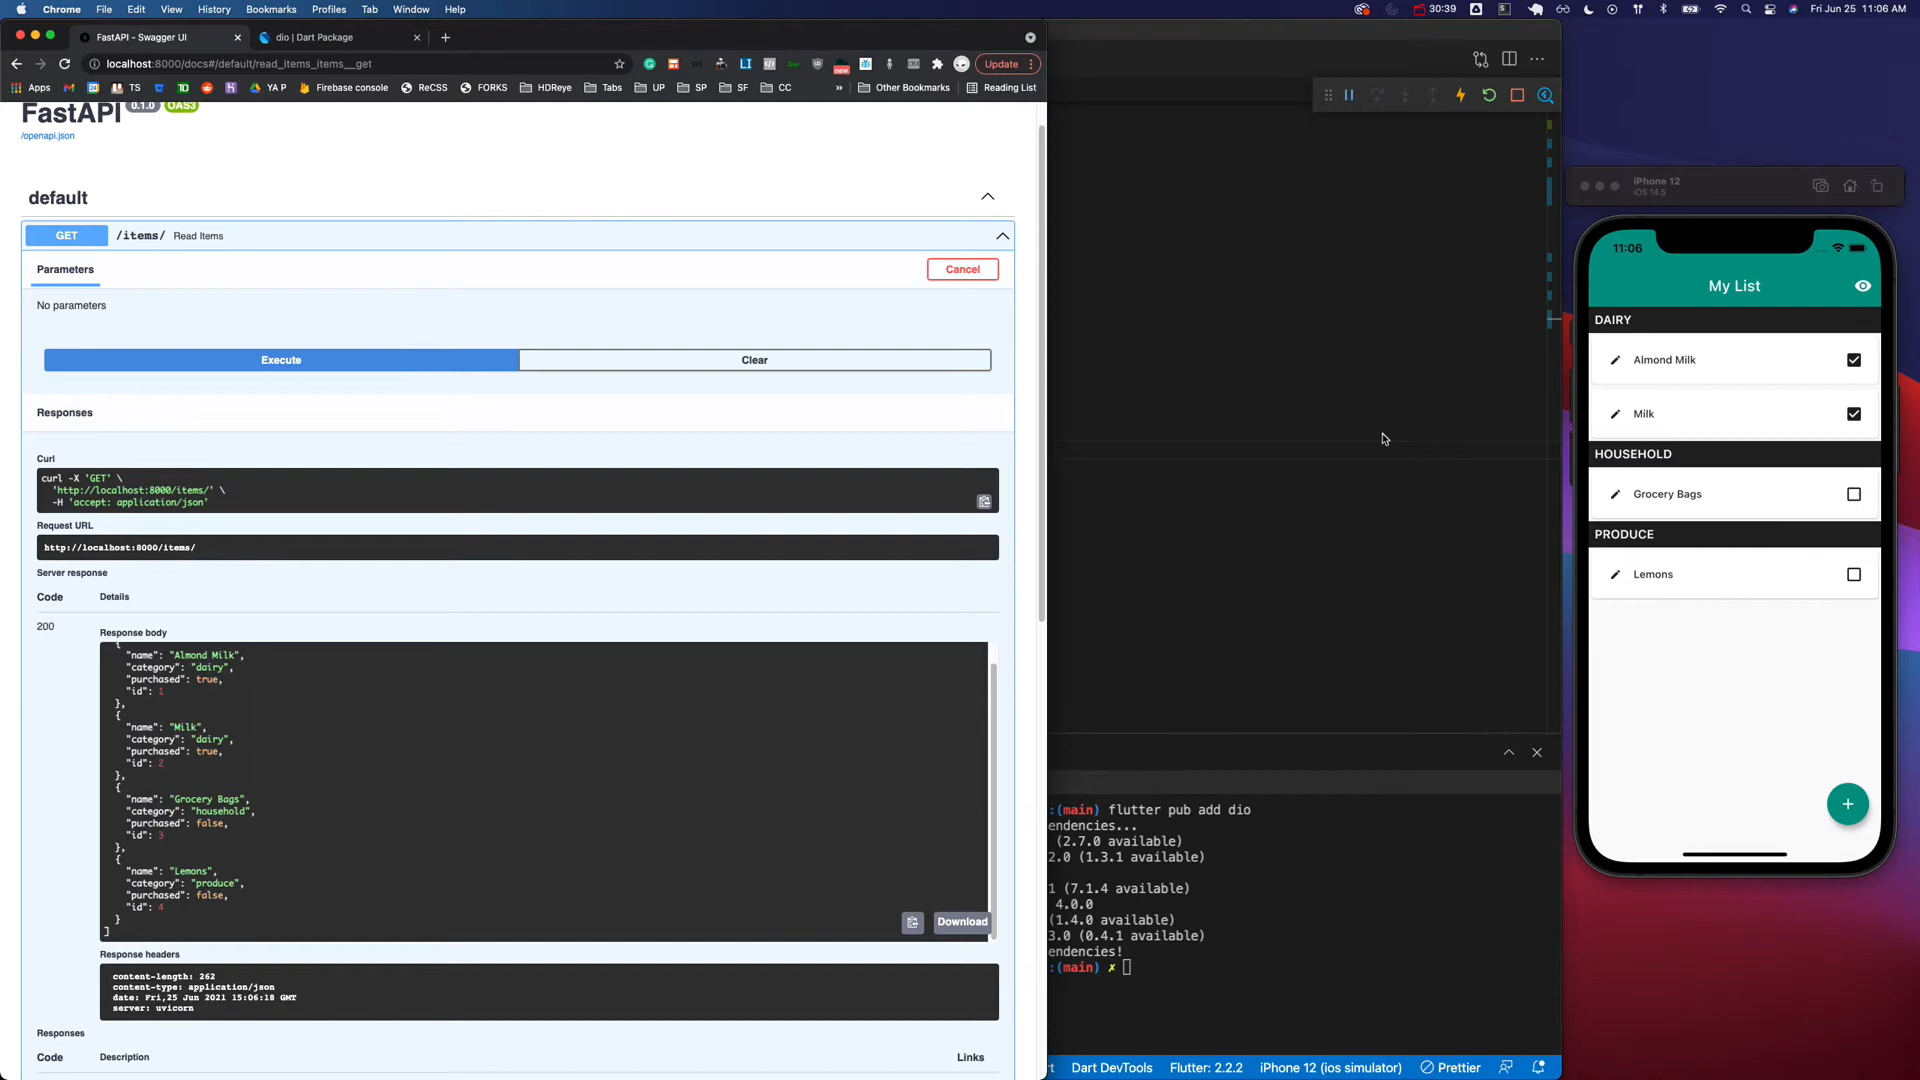 Chrome File Edit View History Bookmarks Profiles Tab Window Help
30:39
Fri Jun 25 11:06 AM
FastAPI - Swagger UI
dio | Dart Package
localhost:8000/docs#/default/read_items_items__get
Update
Apps
TS
YA P
Firebase console
ReCSS
FORKS
HDReye
Tabs
UP
SP
SF
CC
»
Other Bookmarks
Reading List
FastAPI 0.1.0 OAS3
/openapi.json
default
GET /items/ Read Items
Parameters
Cancel
No parameters
Execute
Clear
Responses
Curl
curl -X 'GET' \
'http://localhost:8000/items/' \
-H 'accept: application/json'
Request URL
http://localhost:8000/items/
Server response
Code Details
200
Response body
{
"name": "Almond Milk",
"category": "dairy",
"purchased": true,
"id": 1
},
{
"name": "Milk",
"category": "dairy",
"purchased": true,
"id": 2
},
{
"name": "Grocery Bags",
"category": "household",
"purchased": false,
"id": 3
},
{
"name": "Lemons",
"category": "produce",
"purchased": false,
"id": 4
}
]
Download
Response headers
content-length: 262
content-type: application/json
date: Fri,25 Jun 2021 15:06:18 GMT
server: uvicorn
Responses
Code Description Links
:(main) flutter pub add dio
endencies...
(2.7.0 available)
2.0 (1.3.1 available)
1 (7.1.4 available)
4.0.0
(1.4.0 available)
3.0 (0.4.1 available)
endencies!
:(main) ✗
Dart DevTools
Flutter: 2.2.2
iPhone 12 (ios simulator)
Prettier
iPhone 12
iOS 14.5
11:06
My List
DAIRY
Almond Milk
Milk
HOUSEHOLD
Grocery Bags
PRODUCE
Lemons
+